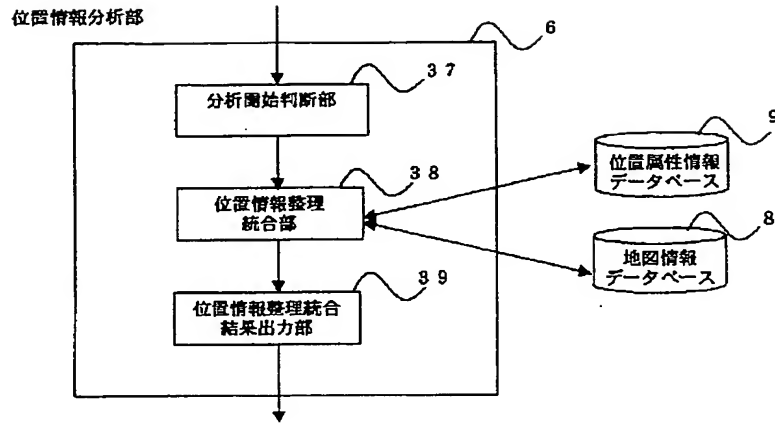 位置情報分析部
6
37
分析開始判断部
9
位置属性情報
データベース
38
位置情報整理
統合部
8
地図情報
データベース
39
位置情報整理統合
結果出力部